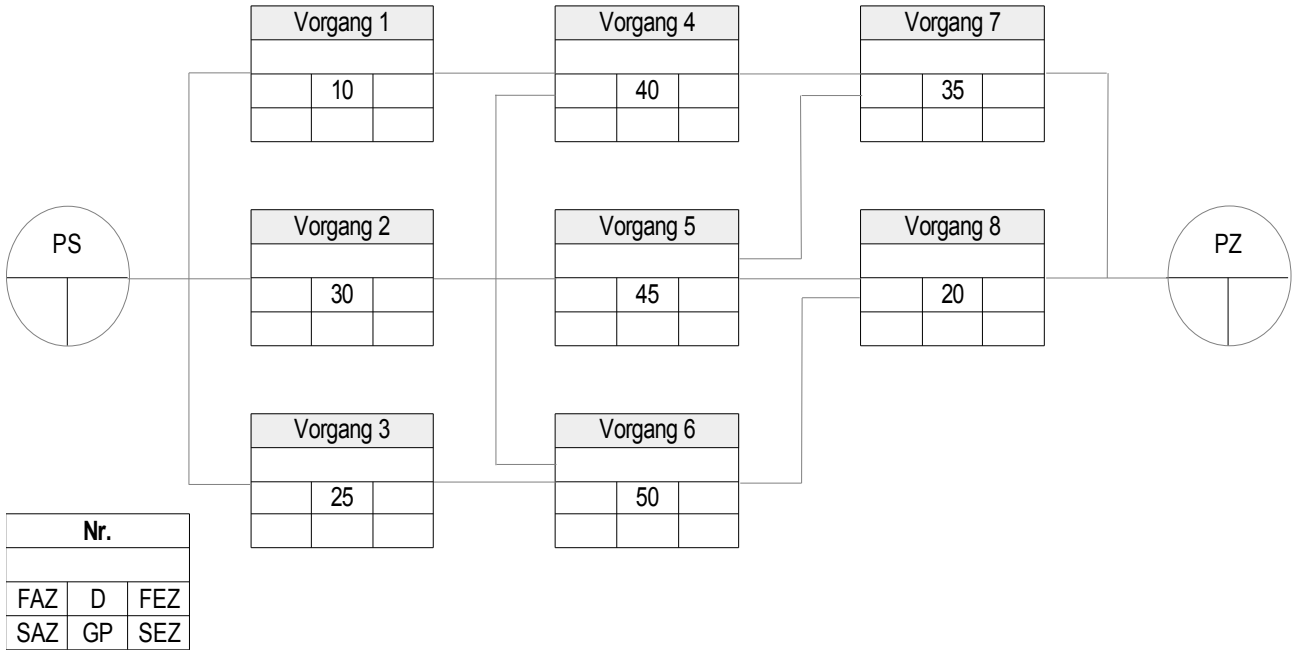 Vorgang 1
10
Vorgang 4
40
Vorgang 7
35
PS
Vorgang 2
30
Vorgang 5
45
Vorgang 8
20
PZ
Vorgang 3
25
Vorgang 6
50
Nr.
FAZ D FEZ
SAZ GP SEZ